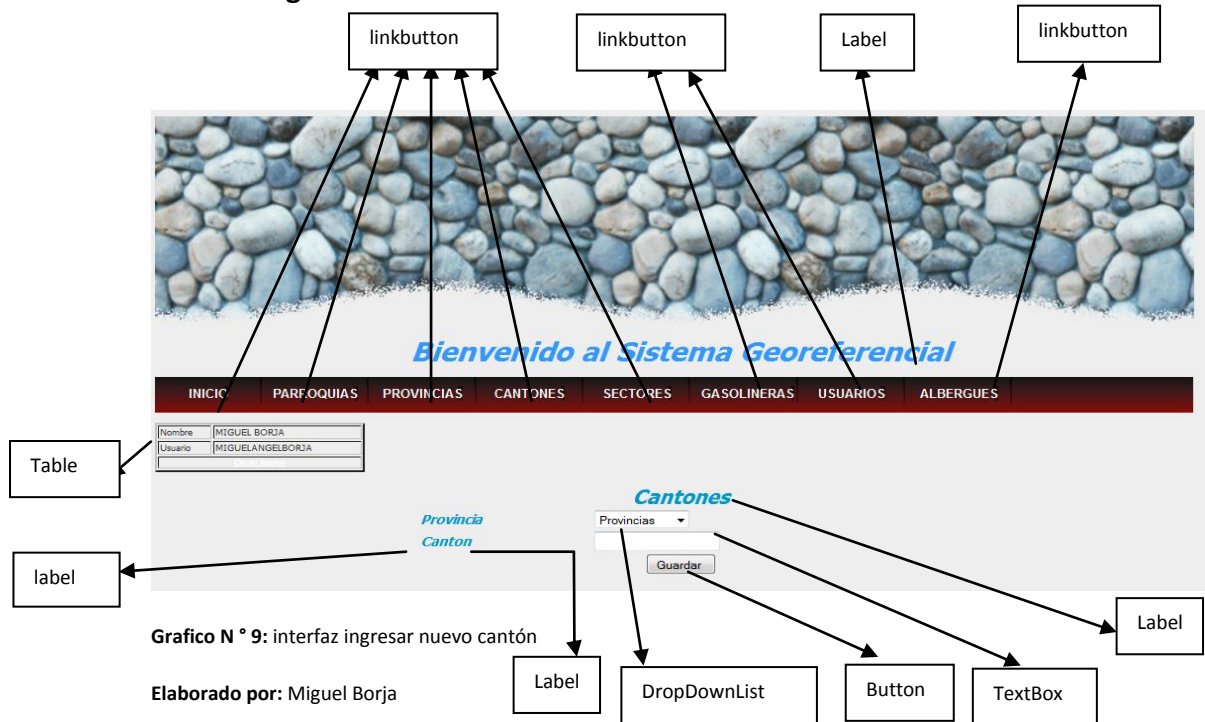 linkbutton
linkbutton
Label
linkbutton
Bienvenido al Sistema Georeferencial
INICIO PARROQUIAS PROVINCIAS CANTONES SECTORES GASOLINERAS USUARIOS ALBERGUES
Nombre MIGUEL BORJA
Usuario MIGUELANGELBORJA
Table
Cantones
Provincia Provincias
Canton
Guardar
label
Label
Grafico N ° 9: interfaz ingresar nuevo cantón
Elaborado por: Miguel Borja
Label
DropDownList
Button
TextBox